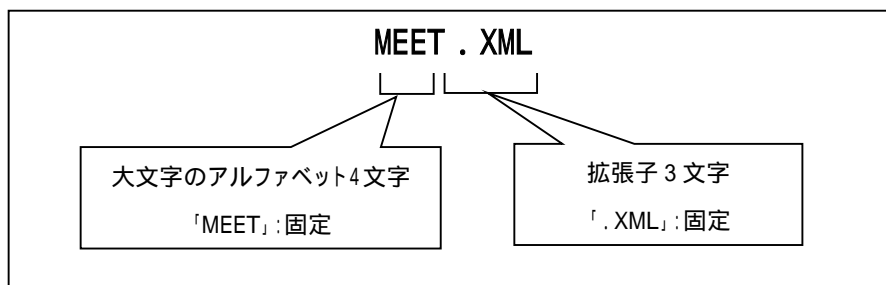 MEET . XML
大文字のアルファベット4文字
「MEET」:固定
拡張子 3 文字
「. XML」:固定